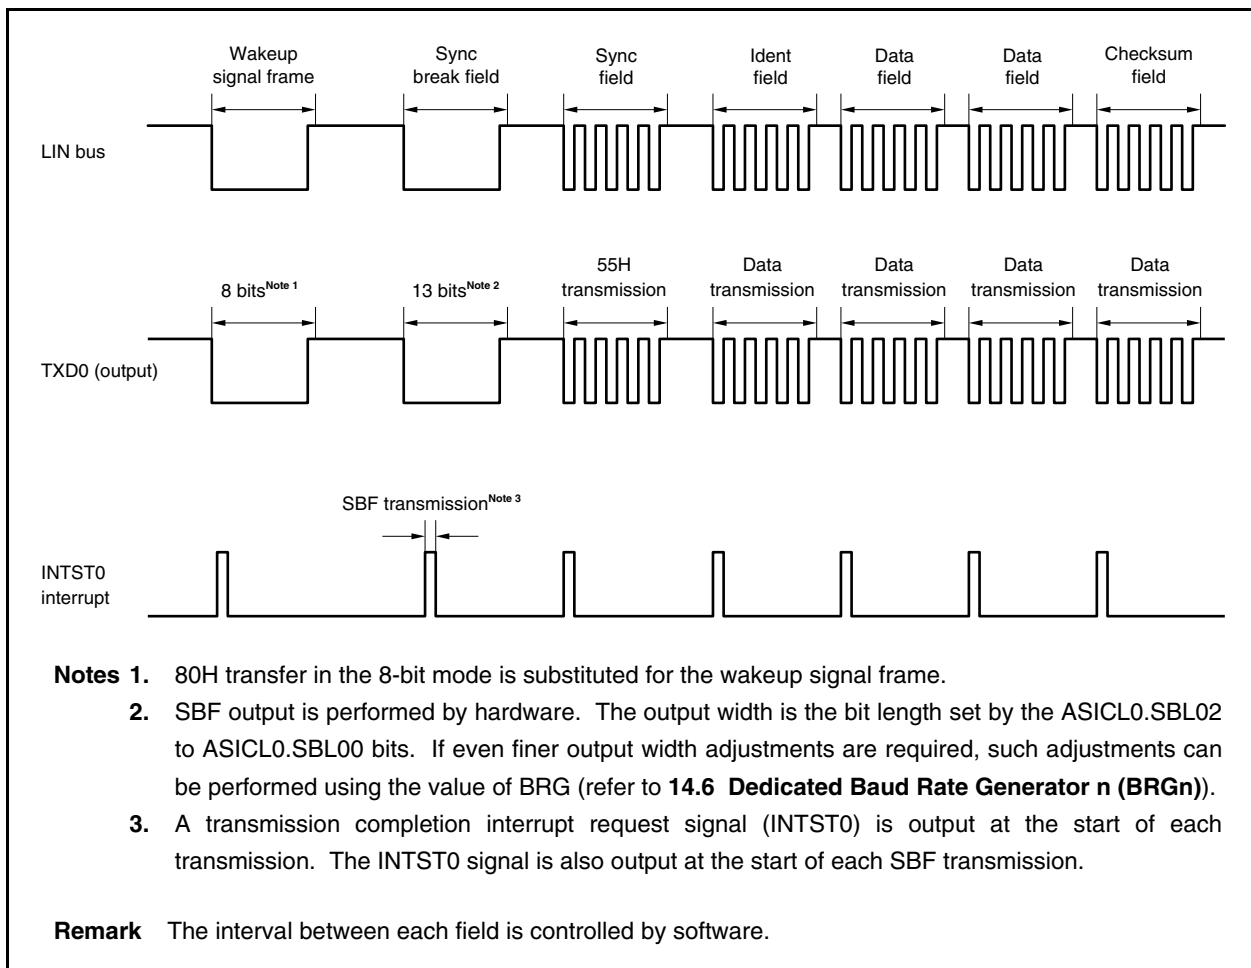 Wakeup
signal frame
Sync
break field
Sync
field
Ident
field
Data
field
Data
field
Checksum
field
LIN bus
8 bitsNote 1
13 bitsNote 2
55H
transmission
Data
transmission
Data
transmission
Data
transmission
Data
transmission
TXD0 (output)
SBF transmissionNote 3
INTST0
interrupt
Notes 1. 80H transfer in the 8-bit mode is substituted for the wakeup signal frame.
2. SBF output is performed by hardware. The output width is the bit length set by the ASICL0.SBL02
to ASICL0.SBL00 bits. If even finer output width adjustments are required, such adjustments can
be performed using the value of BRG (refer to 14.6 Dedicated Baud Rate Generator n (BRGn)).
3. A transmission completion interrupt request signal (INTST0) is output at the start of each
transmission. The INTST0 signal is also output at the start of each SBF transmission.
Remark The interval between each field is controlled by software.